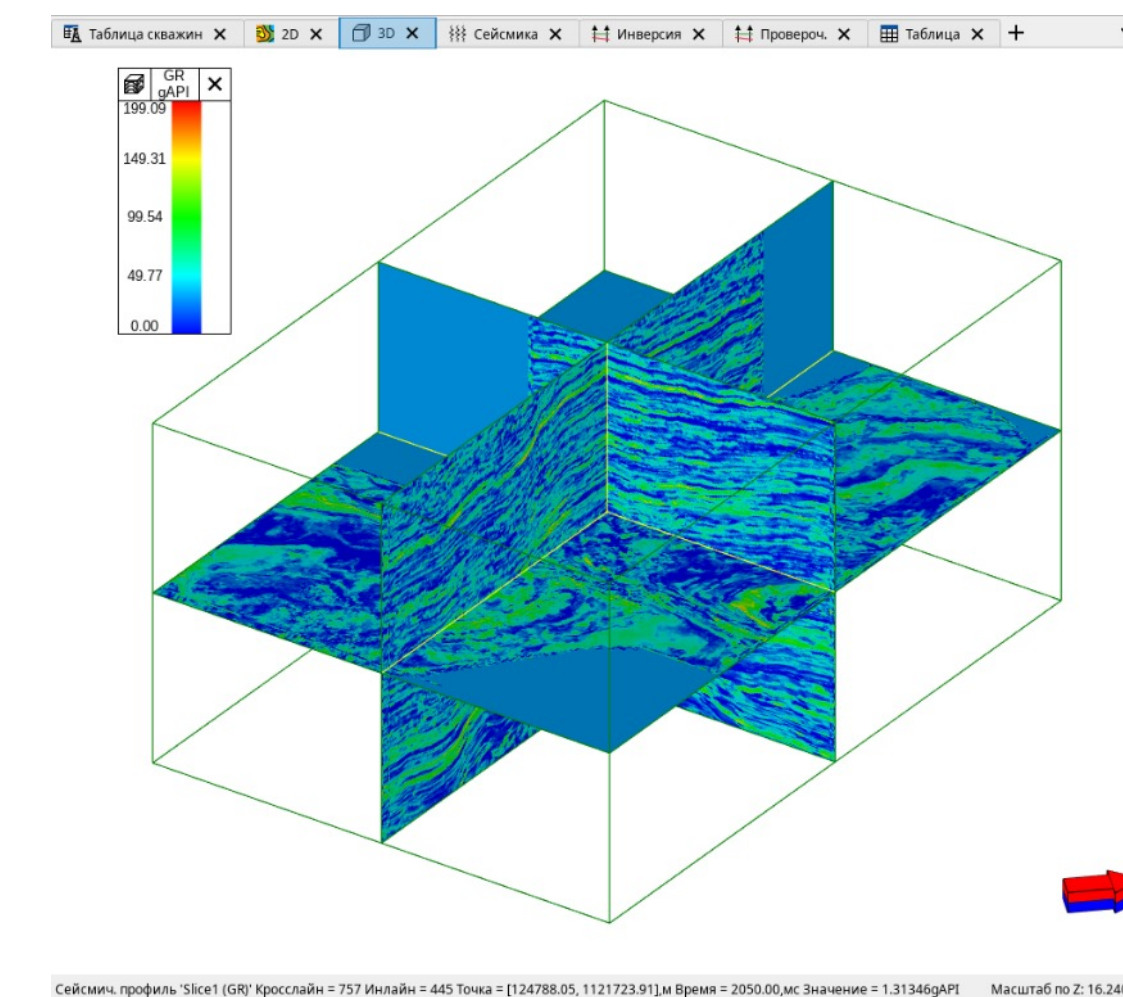 Таблица скважин 2D 3D Сейсмика Инверсия Провероч. Таблица
GR
gAPI
199.09
149.31
99.54
49.77
0.00
Сейсмич. профиль 'Slice1 (GR)' Кросслайн = 757 Инлайн = 445 Точка = [124788.05, 1121723.91],м Время = 2050.00,мс Значение = 1.31346gAPI Масштаб по Z: